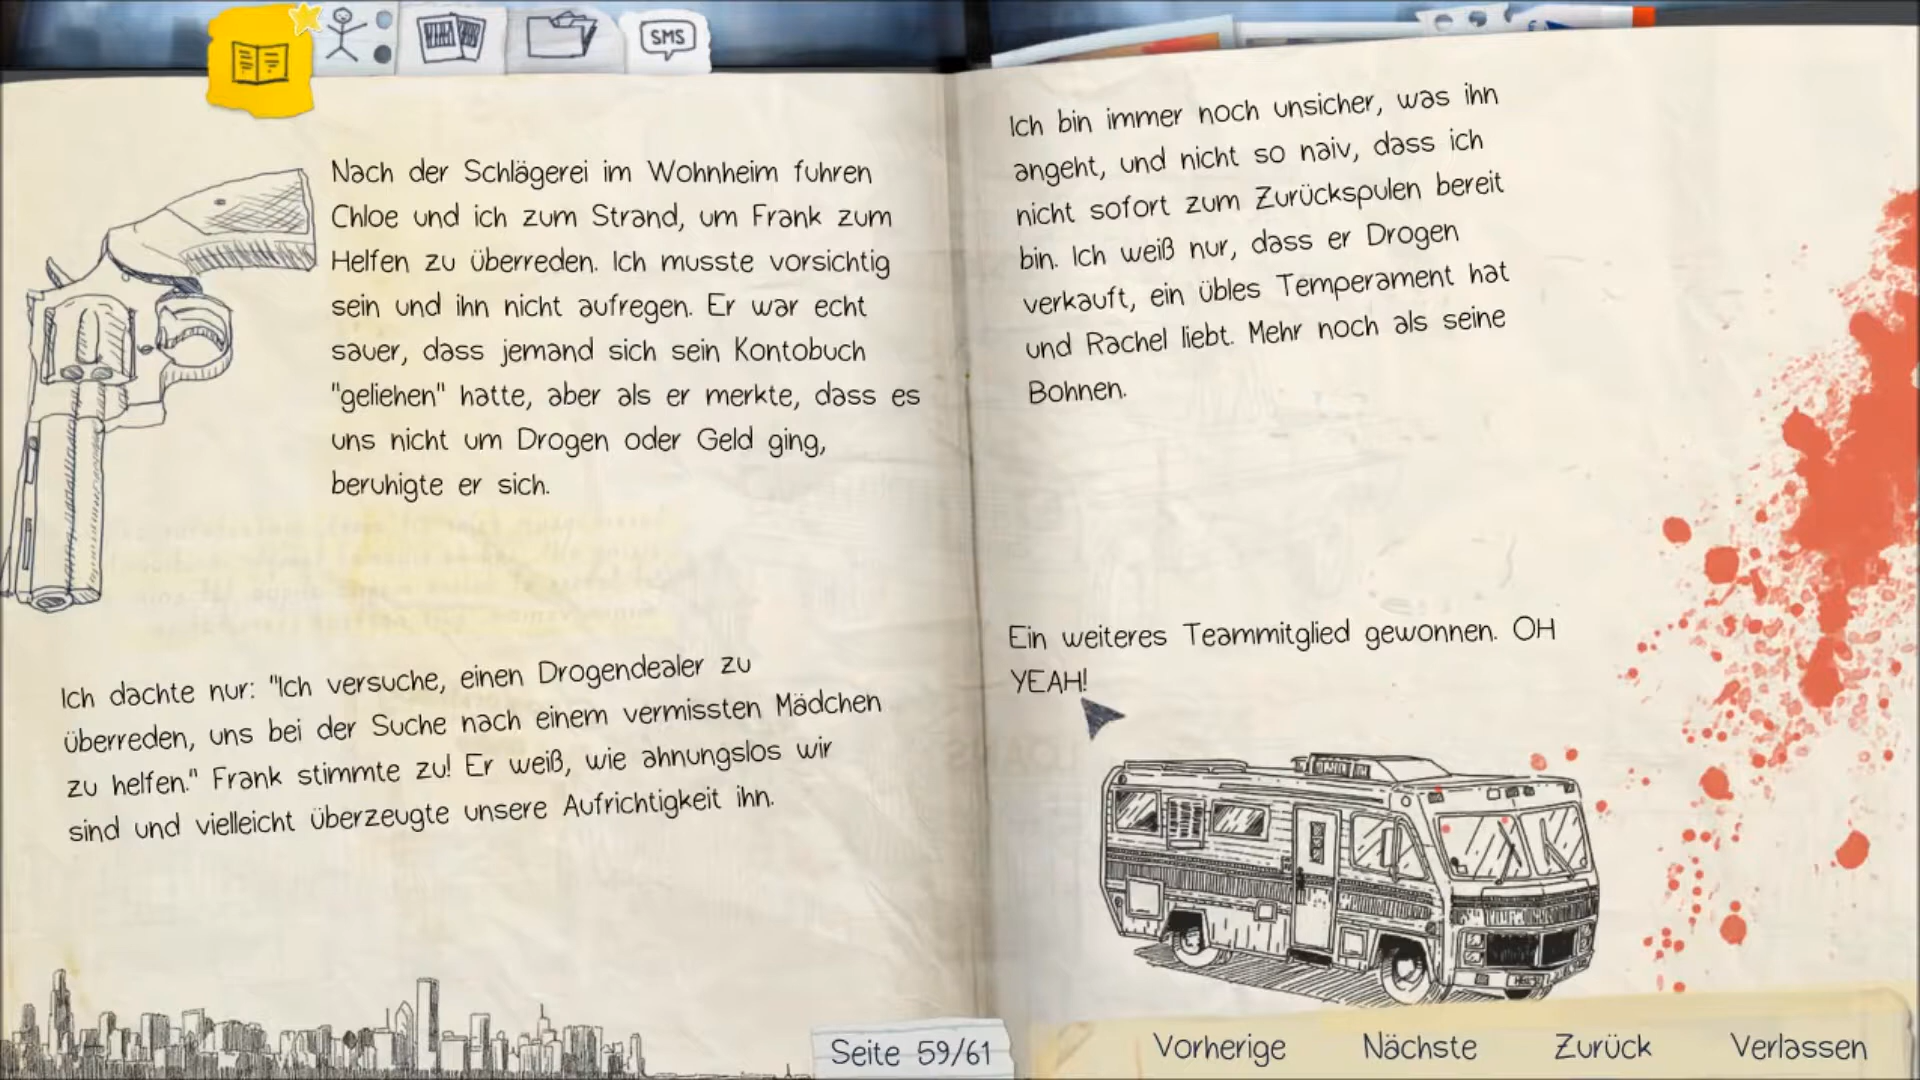 SMS
Nach der Schlägerei im Wohnheim fuhren
Chloe und ich zum Strand, um Frank zum
Helfen zu überreden. Ich musste vorsichtig
sein und ihn nicht aufregen. Er war echt
sauer, dass jemand sich sein Kontobuch
"geliehen" hatte, aber als er merkte, dass es
uns nicht um Drogen oder Geld ging,
beruhigte er sich.
Ich dachte nur: "Ich versuche, einen Drogendealer zu
überreden, uns bei der Suche nach einem vermissten Mädchen
zu helfen." Frank stimmte zu! Er weiß, wie ahnungslos wir
sind und vielleicht überzeugte unsere Aufrichtigkeit ihn.
Ich bin immer noch unsicher, was ihn
angeht, und nicht so naiv, dass ich
nicht sofort zum Zurückspulen bereit
bin. Ich weiß nur, dass er Drogen
verkauft, ein übles Temperament hat
und Rachel liebt. Mehr noch als seine
Bohnen.
Ein weiteres Teammitglied gewonnen. OH
YEAH!
Seite 59/61
Vorherige Nächste Zurück Verlassen